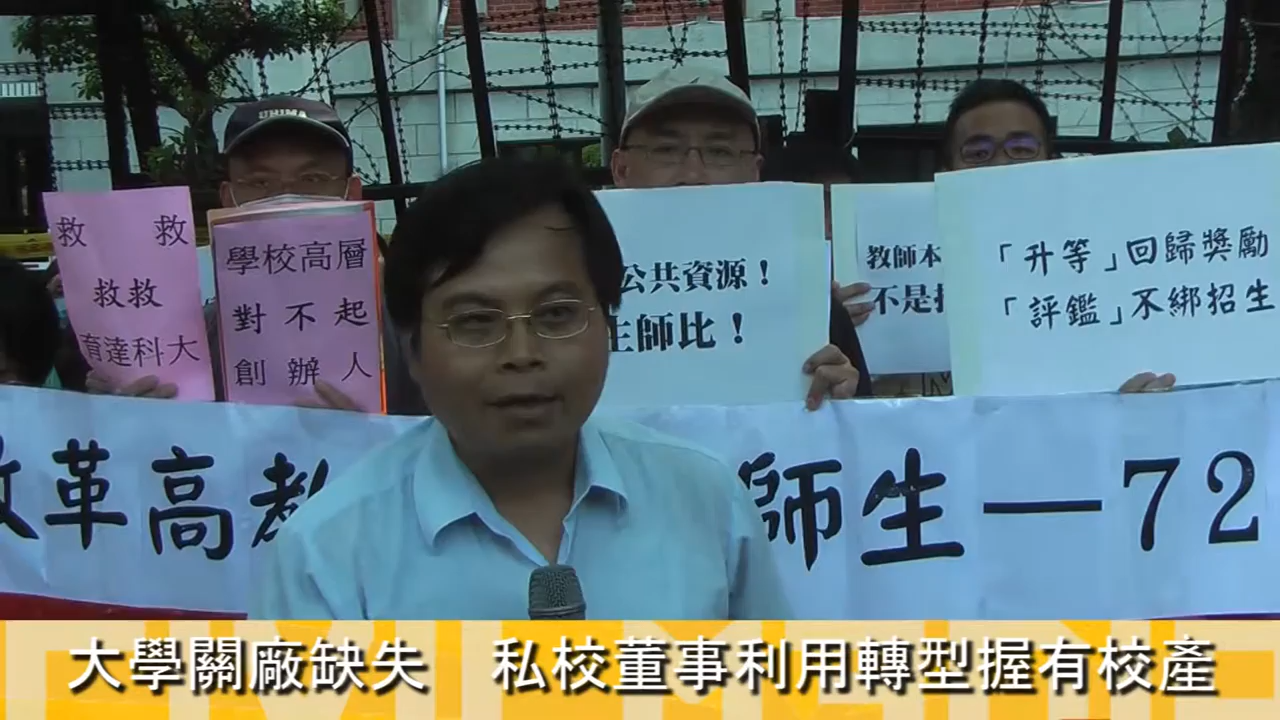 UHIMA
救 救
救救
育達科大
學校高層
對不起
創辦人
公共資源！
生師比！
教師本
不是
「升等」回歸獎勵
「評鑑」不綁招生
改革高教 師生—72
大學關廠缺失 私校董事利用轉型握有校產